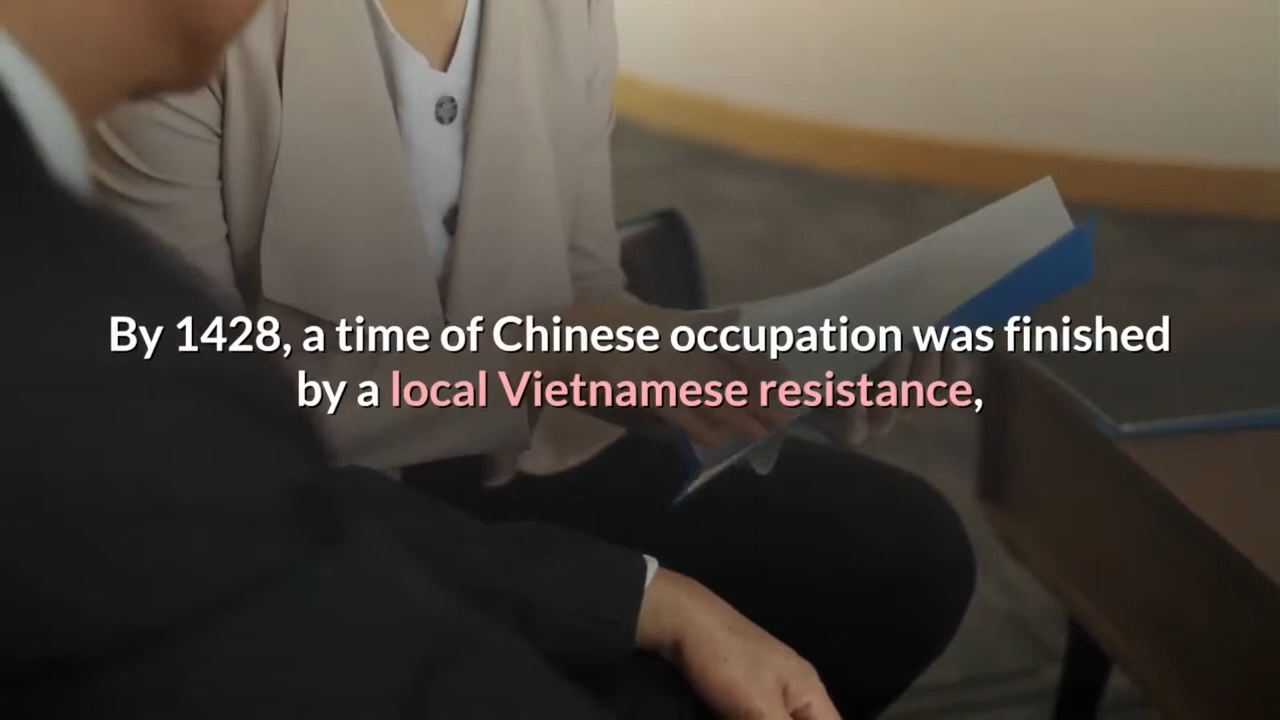 By 1428, a time of Chinese occupation was finished
by a local Vietnamese resistance,